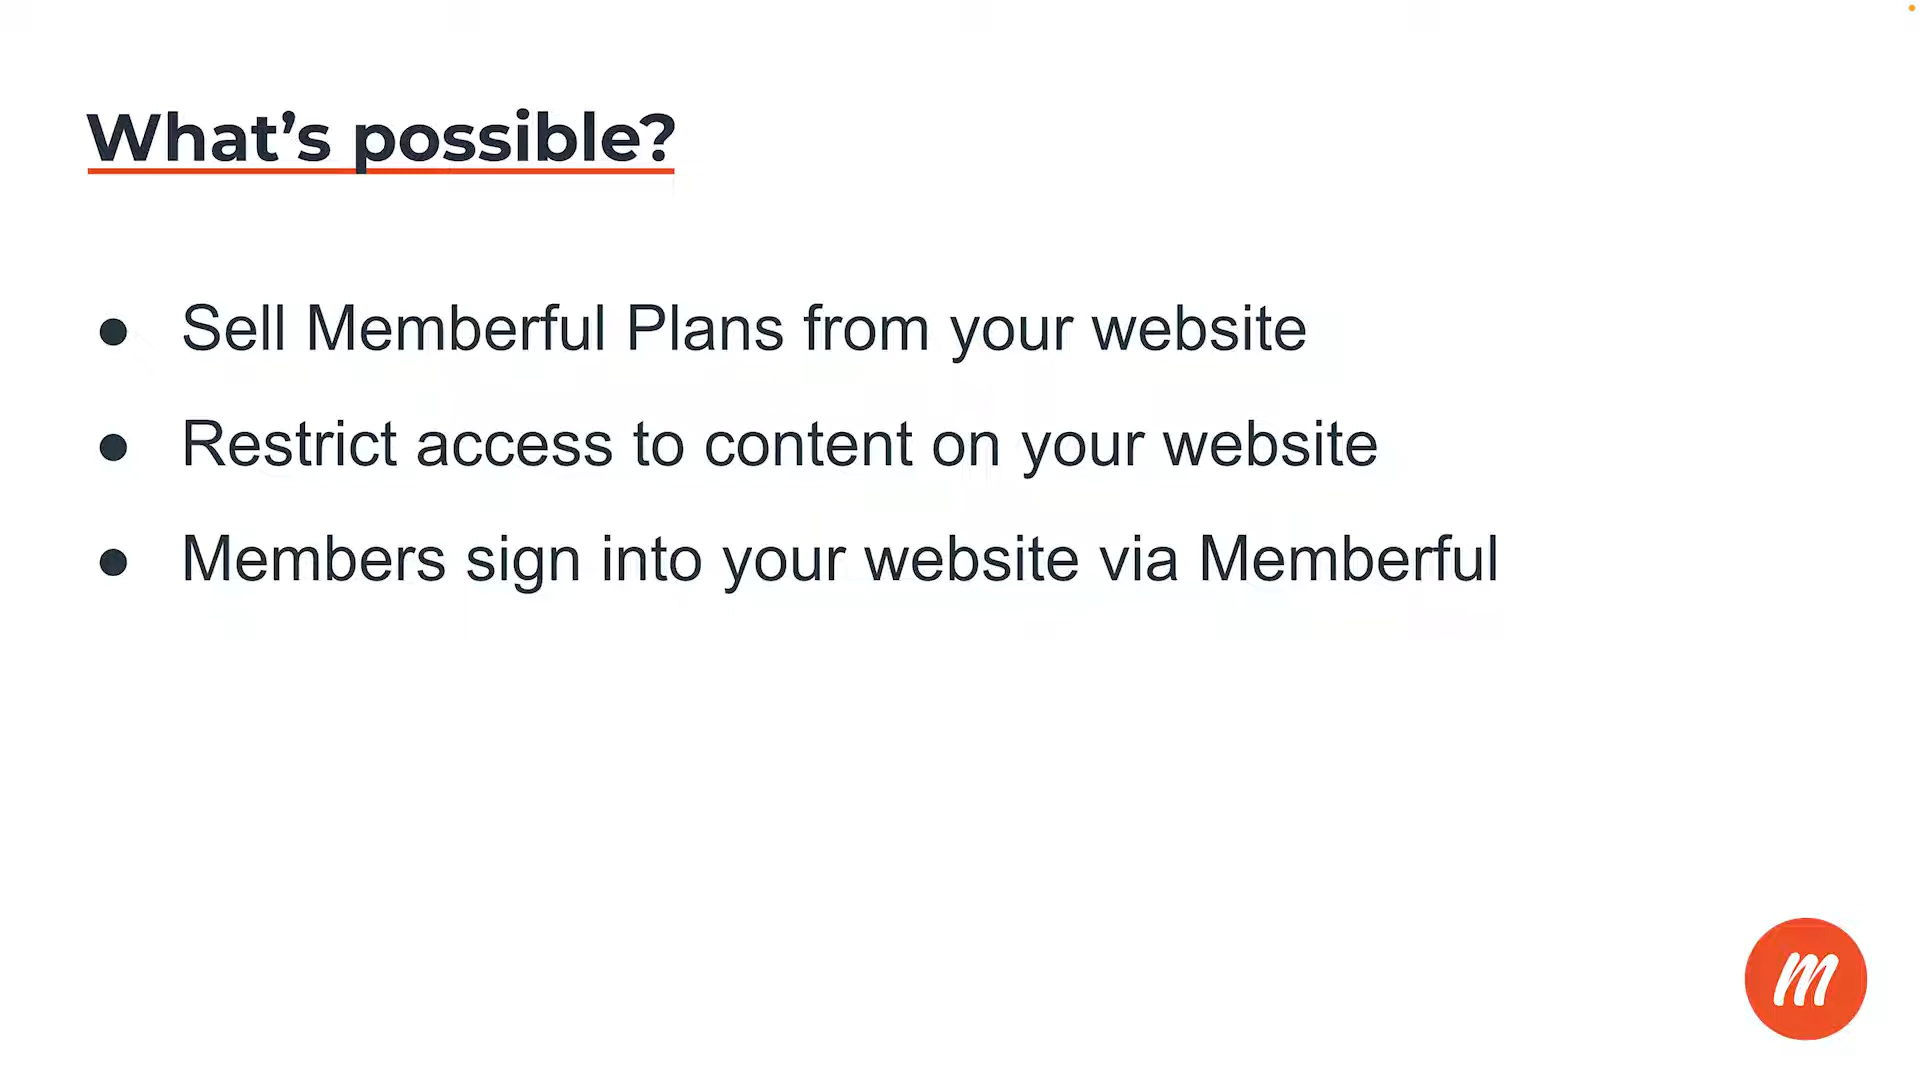 What’s possible?
● Sell Memberful Plans from your website
● Restrict access to content on your website
● Members sign into your website via Memberful
m